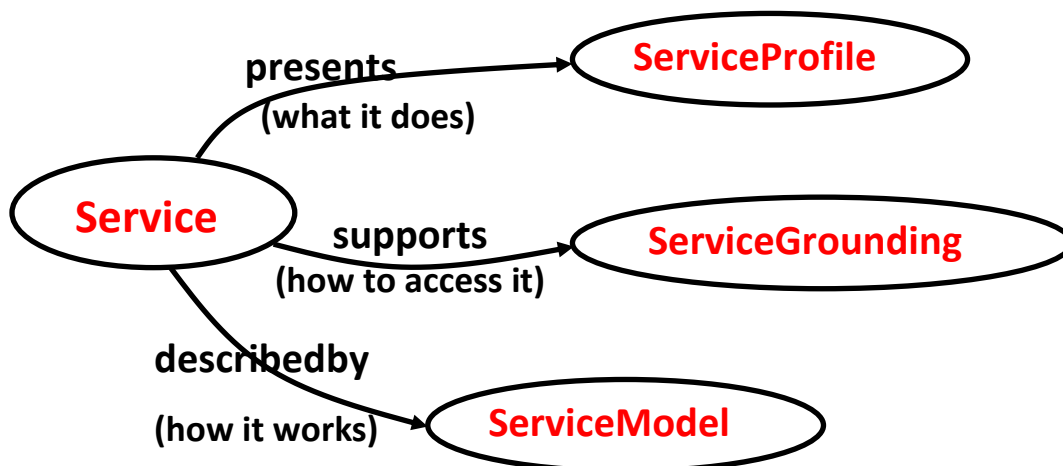 ServiceProfile
presents
(what it does)
Service
supports
ServiceGrounding
(how to access it)
describedby
(how it works)
ServiceModel